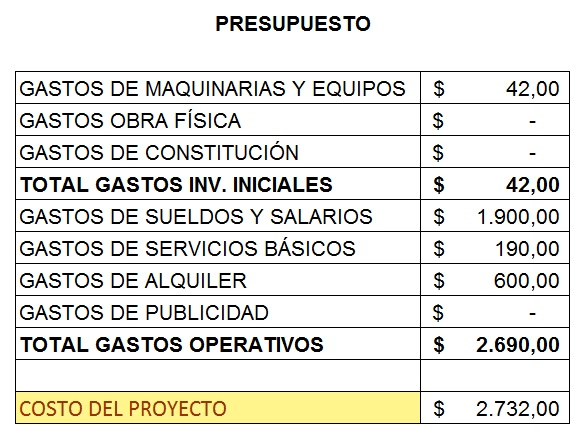 PRESUPUESTO
GASTOS DE MAQUINARIAS Y EQUIPOS $ 42,00
GASTOS OBRA FÍSICA $ -
GASTOS DE CONSTITUCIÓN $ -
TOTAL GASTOS INV. INICIALES $ 42,00
GASTOS DE SUELDOS Y SALARIOS $ 1.900,00
GASTOS DE SERVICIOS BÁSICOS $ 190,00
GASTOS DE ALQUILER $ 600,00
GASTOS DE PUBLICIDAD $ -
TOTAL GASTOS OPERATIVOS $ 2.690,00
COSTO DEL PROYECTO $ 2.732,00